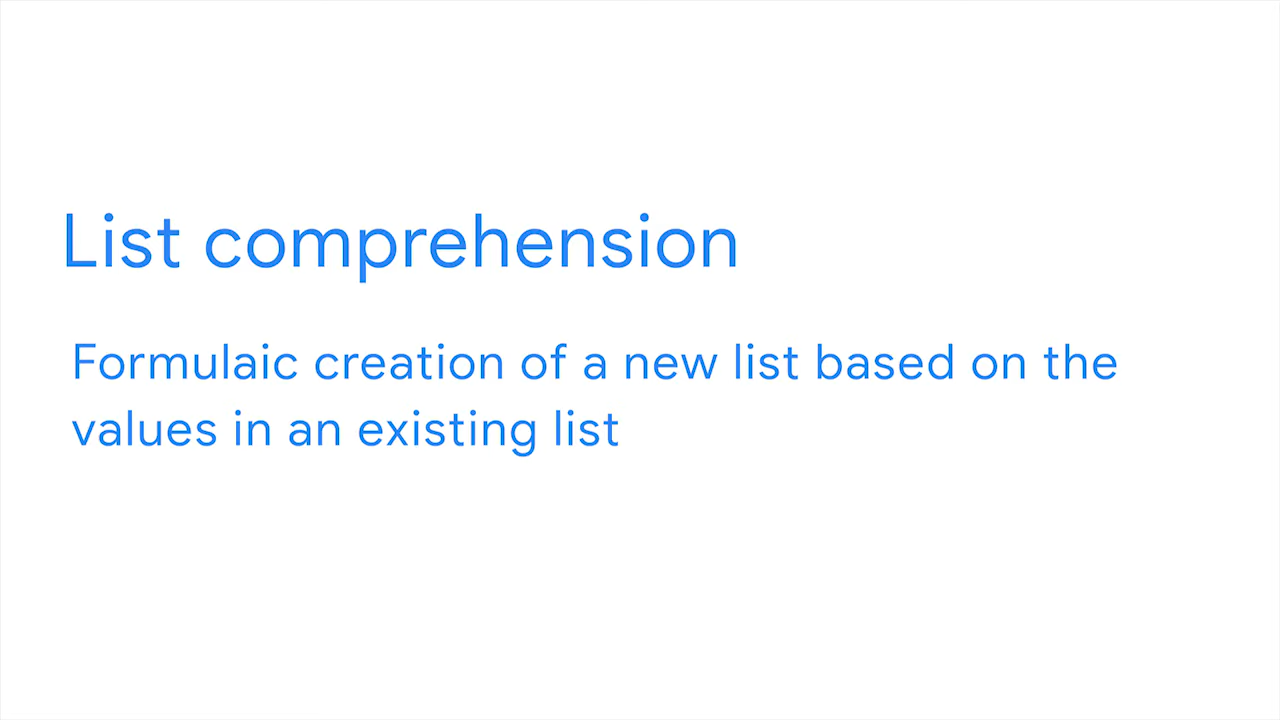 List comprehension
Formulaic creation of a new list based on the
values in an existing list